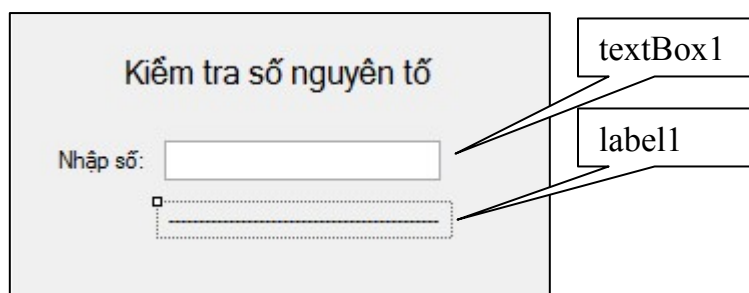 Kiểm tra số nguyên tố
textBox1
label1
Nhập số: